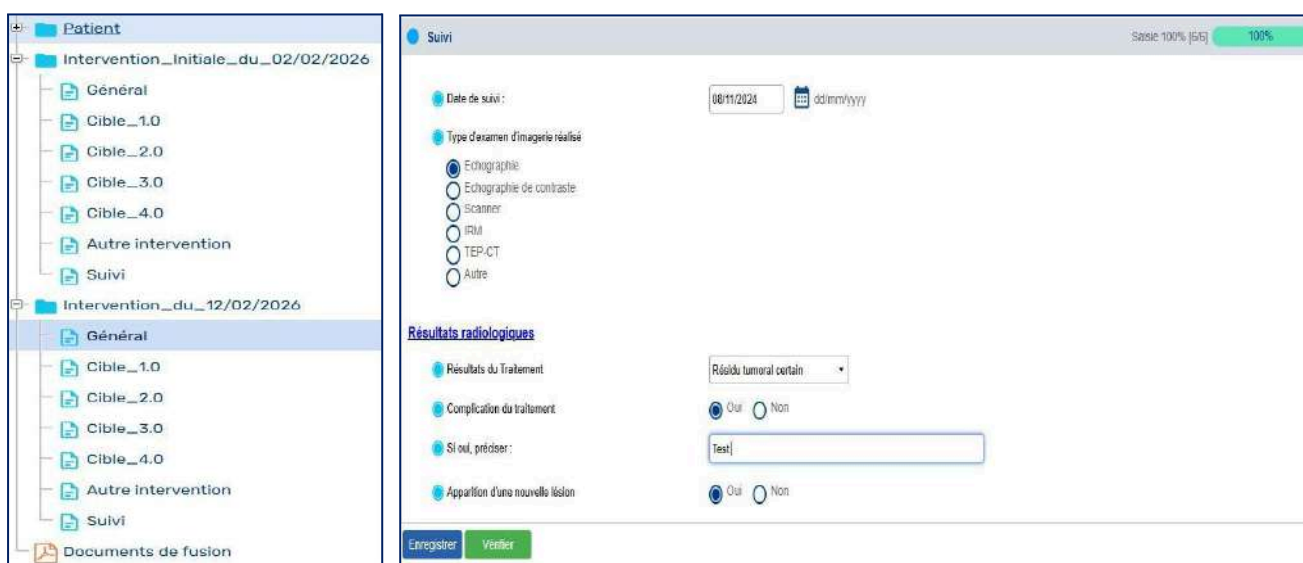 Patient
Intervention_Initiale_du_02/02/2026
Général
Cible_1.0
Cible_2.0
Cible_3.0
Cible_4.0
Autre intervention
Suivi
Intervention_du_12/02/2026
Général
Cible_1.0
Cible_2.0
Cible_3.0
Cible_4.0
Autre intervention
Suivi
Documents de fusion
Suivi Saisie 100% [6/6] 100%
Date de suivi : 08/11/2024 dd/mm/yyyy
Type d'examen d'imagerie réalisé
Echographie
Echographie de contraste
Scanner
IRM
TEP-CT
Autre
Résultats radiologiques
Résultats du Traitement Résidu tumoral certain
Complication du traitement Oui Non
Si oui, préciser : Test
Apparition d'une nouvelle lésion Oui Non
Enregistrer Vérifier